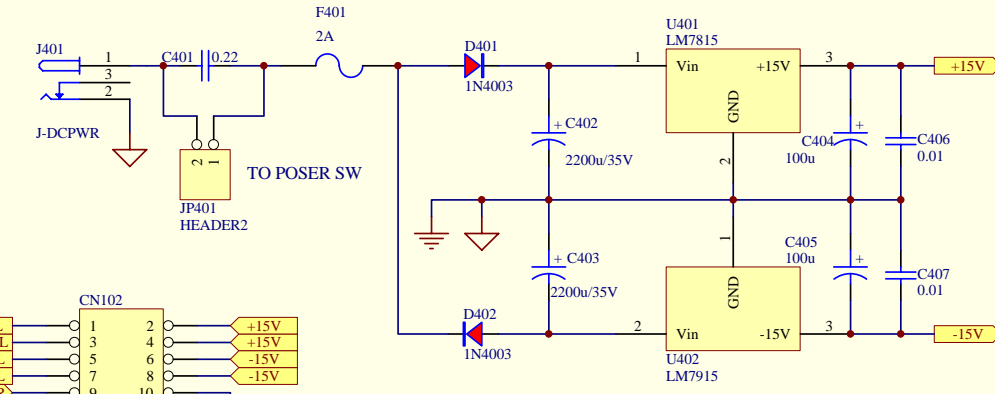 F401
2A
J401
1
3
2
J-DCPWR
C401
0.22
2
1
TO POSER SW
JP401
HEADER2
D401
1N4003
+
C402
2200u/35V
+
C403
2200u/35V
D402
1N4003
U401
LM7815
1
Vin
+15V
3
GND
2
+
C404
100u
C406
0.01
+15V
1
GND
2
Vin
-15V
3
U402
LM7915
C405
100u
+
C407
0.01
-15V
CN102
L
1
2
+15V
L
3
4
+15V
L
5
6
-15V
L
7
8
-15V
9
10